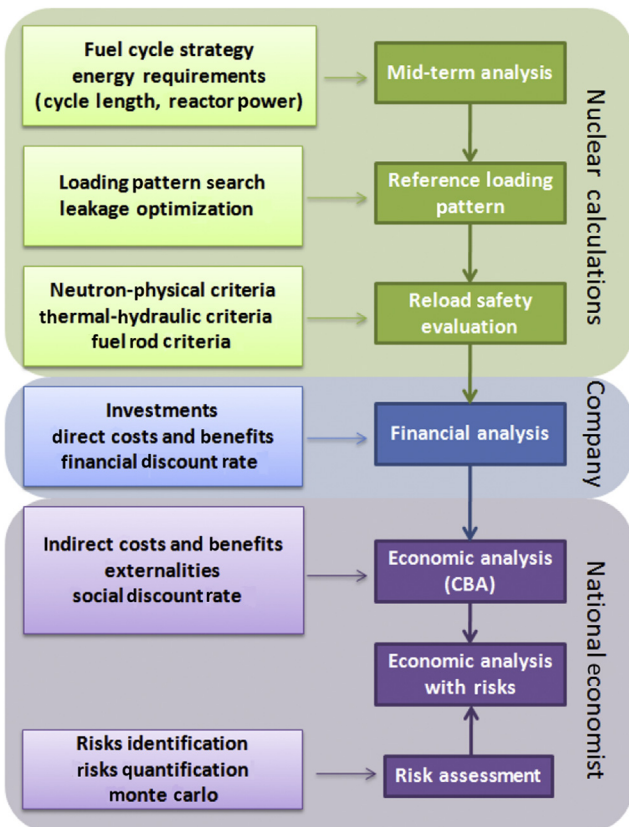 Fuel cycle strategy
energy requirements
(cycle length, reactor power)
Mid-term analysis
Loading pattern search
leakage optimization
Reference loading
pattern
Neutron-physical criteria
thermal-hydraulic criteria
fuel rod criteria
Reload safety
evaluation
Nuclear calculations
Investments
direct costs and benefits
financial discount rate
Financial analysis
Company
Indirect costs and benefits
externalities
social discount rate
Economic analysis
(CBA)
Economic analysis
with risks
Risks identification
risks quantification
monte carlo
Risk assessment
National economist